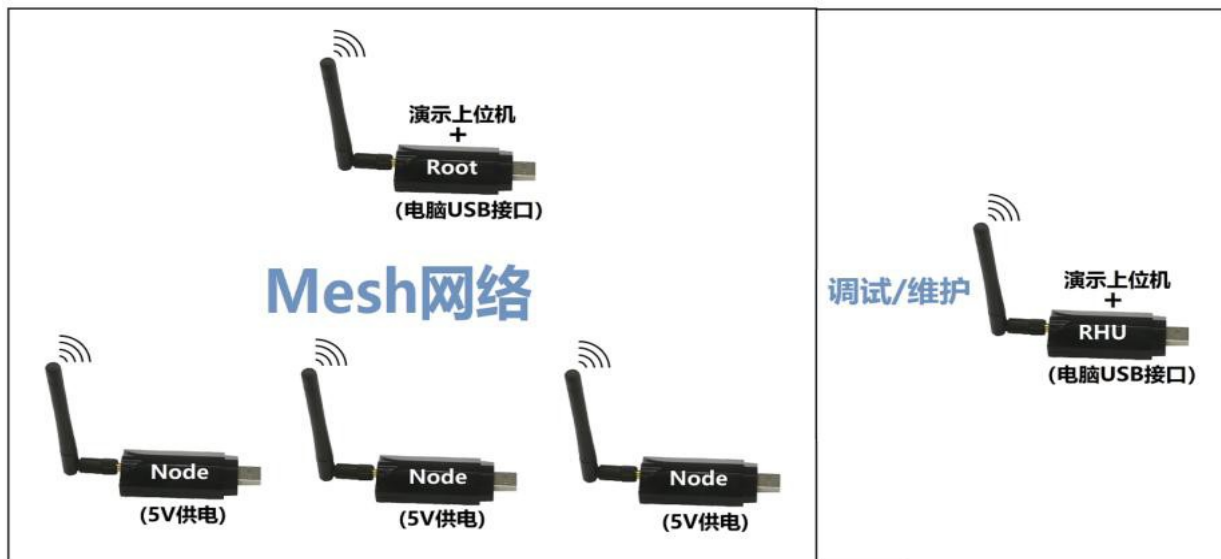 演示上位机
+
Root
(电脑USB接口)
Mesh网络
Node
(5V供电)
Node
(5V供电)
Node
(5V供电)
调试/维护
演示上位机
+
RHU
(电脑USB接口)